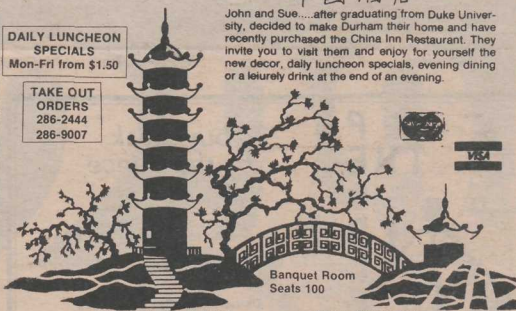 John and Sue.....after graduating from Duke Univer-
sity, decided to make Durham their home and have
recently purchased the China Inn Restaurant. They
invite you to visit them and enjoy for yourself the
new decor, daily luncheon specials, evening dining
or a leiurely drink at the end of an evening.
DAILY LUNCHEON
SPECIALS
Mon-Fri from $1.50
TAKE OUT
ORDERS
286-2444
286-9007
VISA
Banquet Room
Seats 100